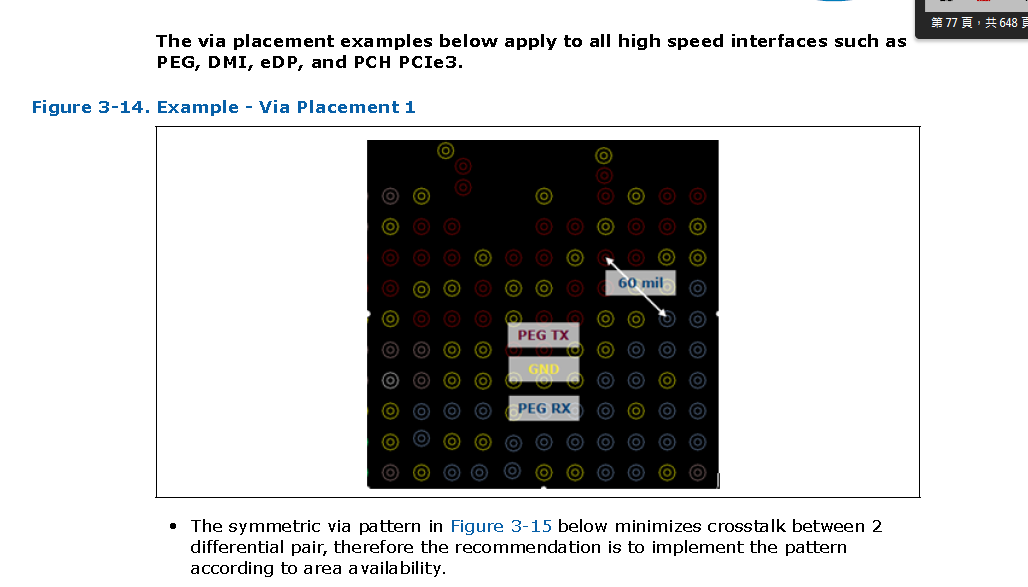 第 77 頁，共 648 頁
The via placement examples below apply to all high speed interfaces such as
PEG, DMI, eDP, and PCH PCIe3.
Figure 3-14. Example - Via Placement 1
60 mil
PEG TX
GND
PEG RX
• The symmetric via pattern in Figure 3-15 below minimizes crosstalk between 2
differential pair, therefore the recommendation is to implement the pattern
according to area availability.